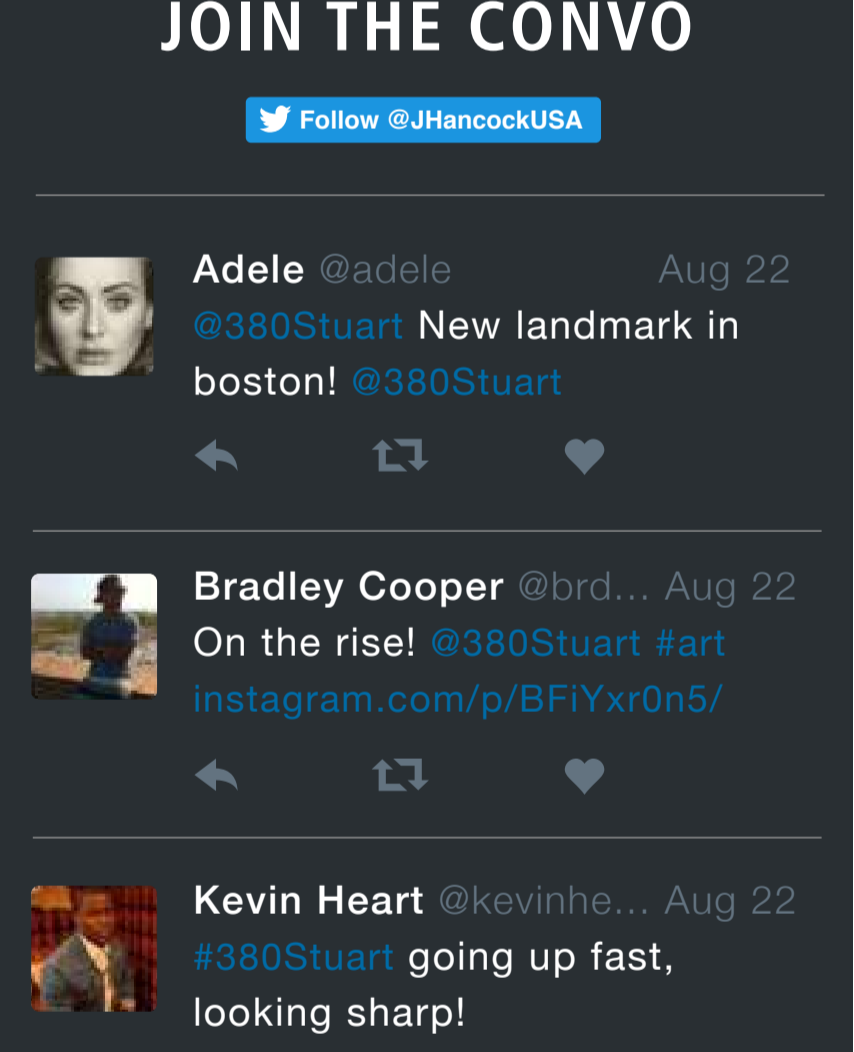 JOIN THE CONVO
Follow @JHancockUSA
Adele @adele Aug 22
@380Stuart New landmark in
boston! @380Stuart
Bradley Cooper @brd... Aug 22
On the rise! @380Stuart #art
instagram.com/p/BFiYxr0n5/
Kevin Heart @kevinhe... Aug 22
#380Stuart going up fast,
looking sharp!